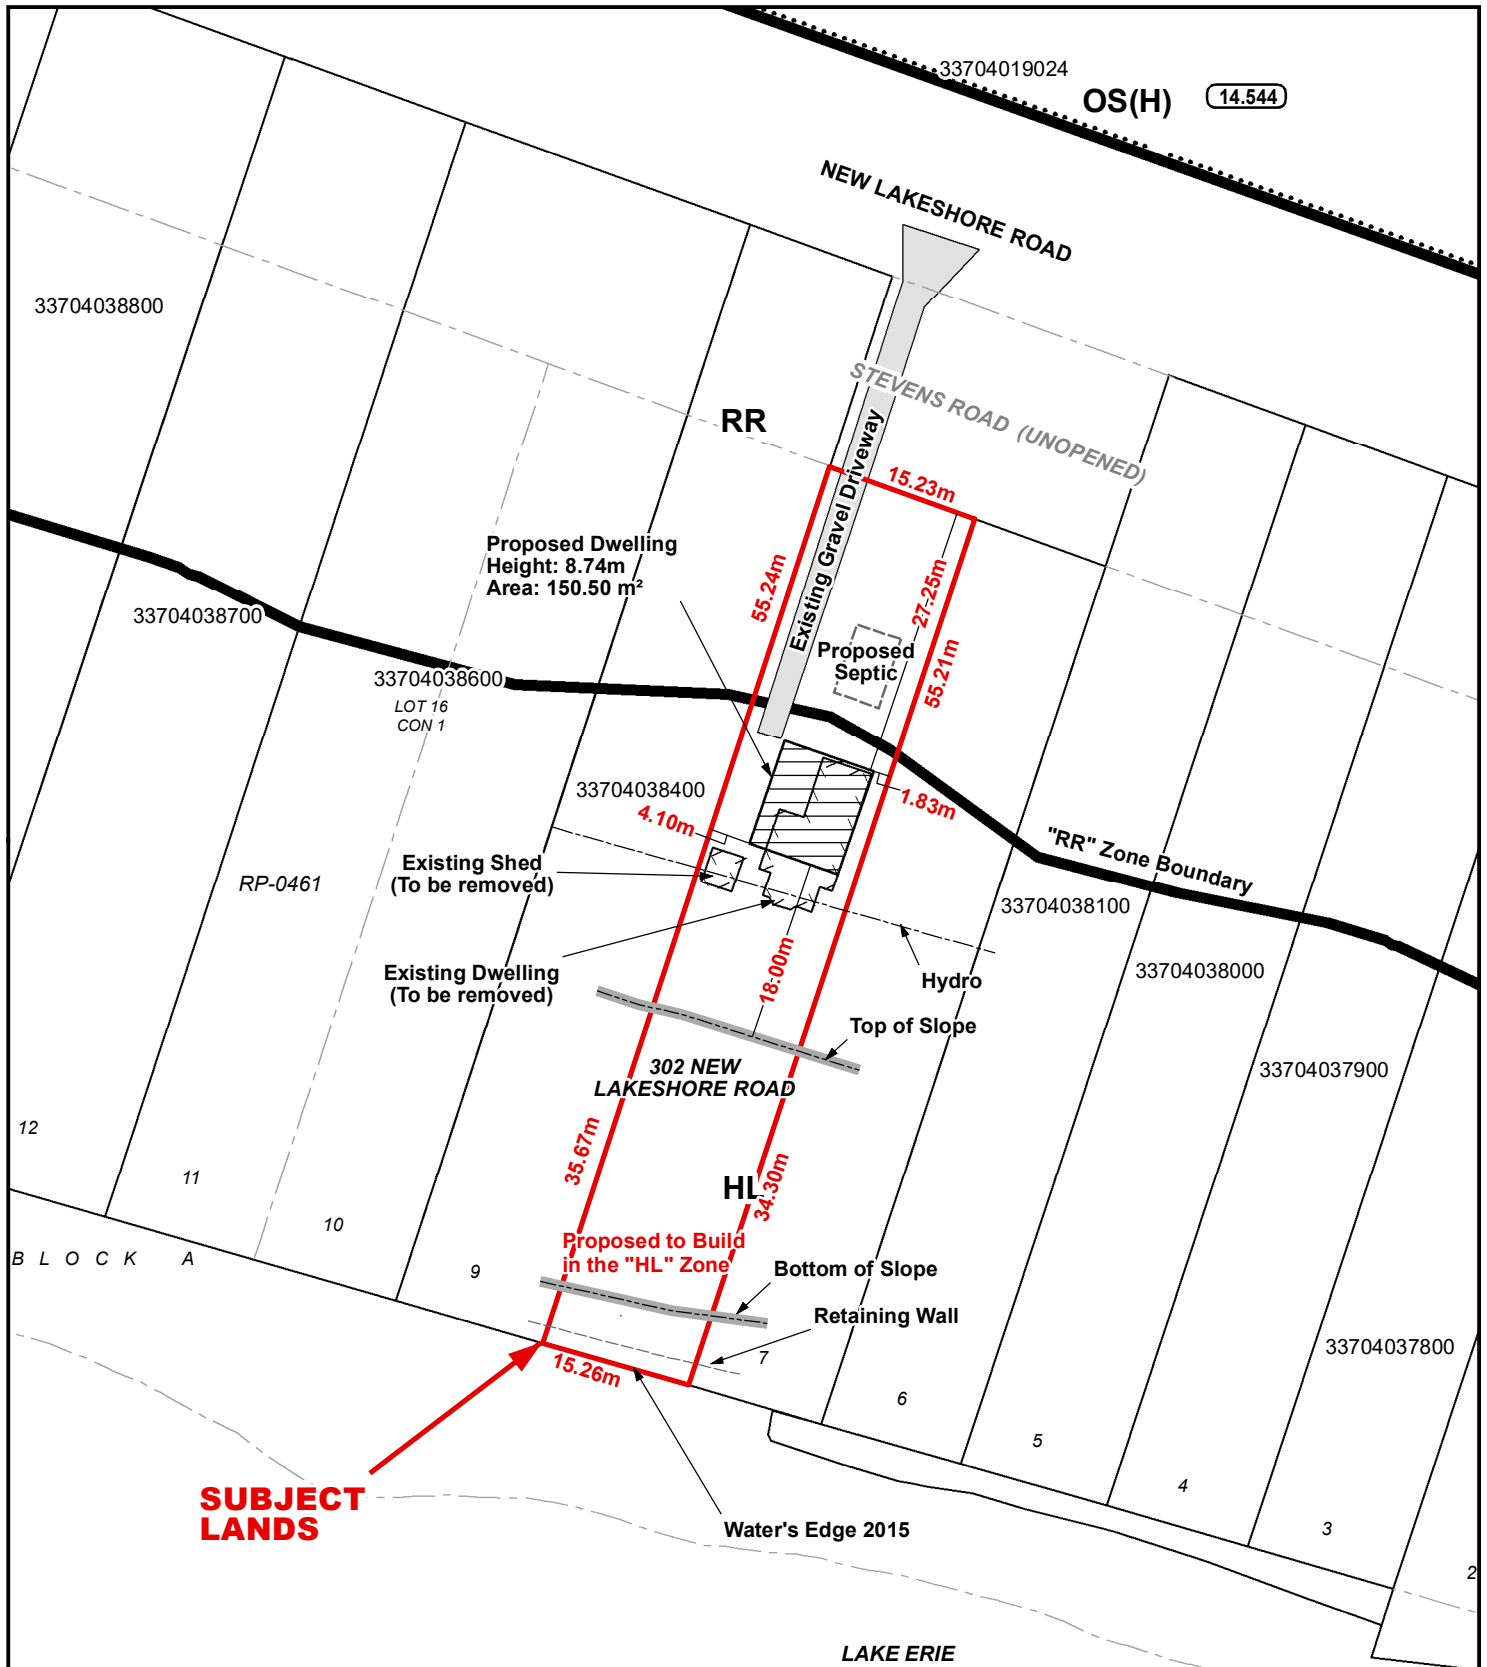 33704019024
OS(H)
14.544
NEW LAKESHORE ROAD
33704038800
STEVENS ROAD (UNOPENED)
RR
15.23m
Existing Gravel Driveway
Proposed Dwelling
Height: 8.74m
Area: 150.50 m²
55.24m
27.25m
33704038700
Proposed
Septic
55.21m
33704038600
LOT 16
CON 1
33704038400
1.83m
4.10m
"RR" Zone Boundary
Existing Shed
(To be removed)
RP-0461
33704038100
Existing Dwelling
(To be removed)
18.00m
Hydro
33704038000
Top of Slope
302 NEW
LAKESHORE ROAD
33704037900
12
35.67m
11
HL
34.30m
10
Proposed to Build
in the "HL" Zone
BLOCK A
9
Bottom of Slope
Retaining Wall
7
33704037800
15.26m
6
5
4
SUBJECT
LANDS
Water's Edge 2015
3
2
LAKE ERIE